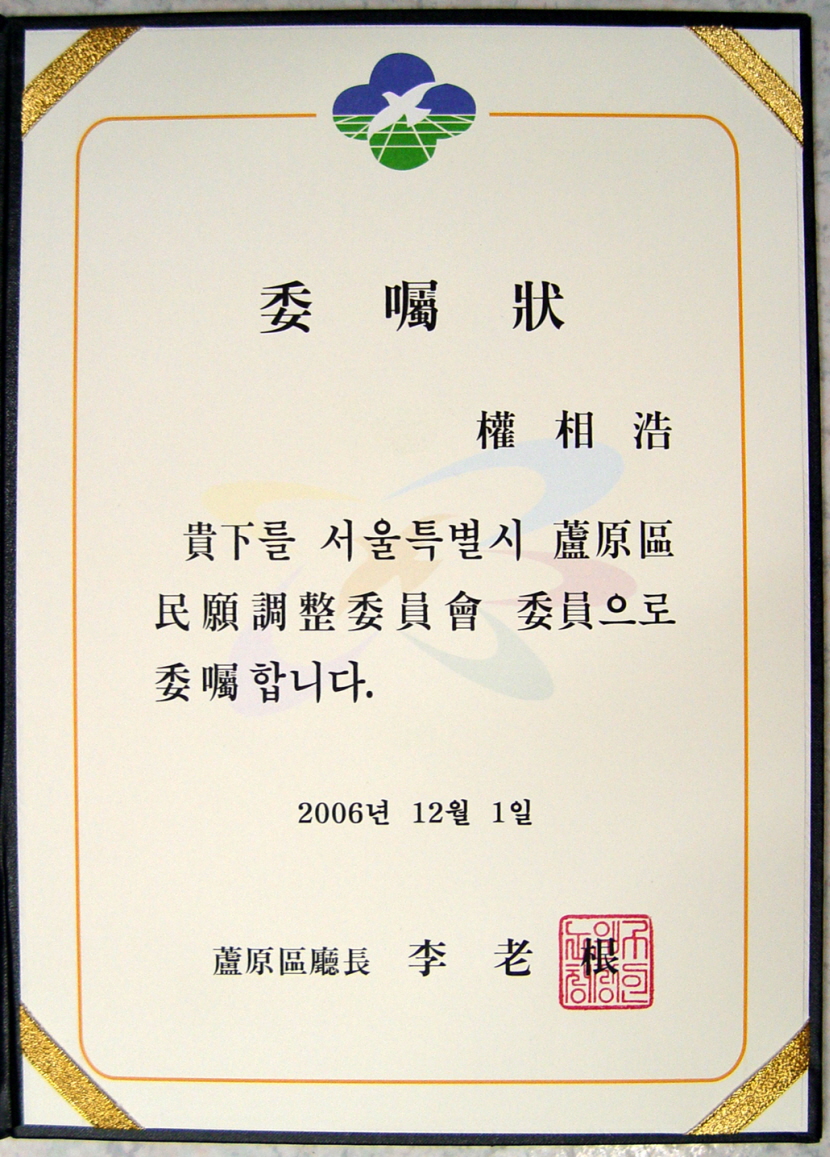 委 囑 狀
權 相 浩
貴下를 서울특별시 蘆原區
民願調整委員會 委員으로
委囑합니다.
2006년 12월 1일
蘆原區廳長 李 老 根